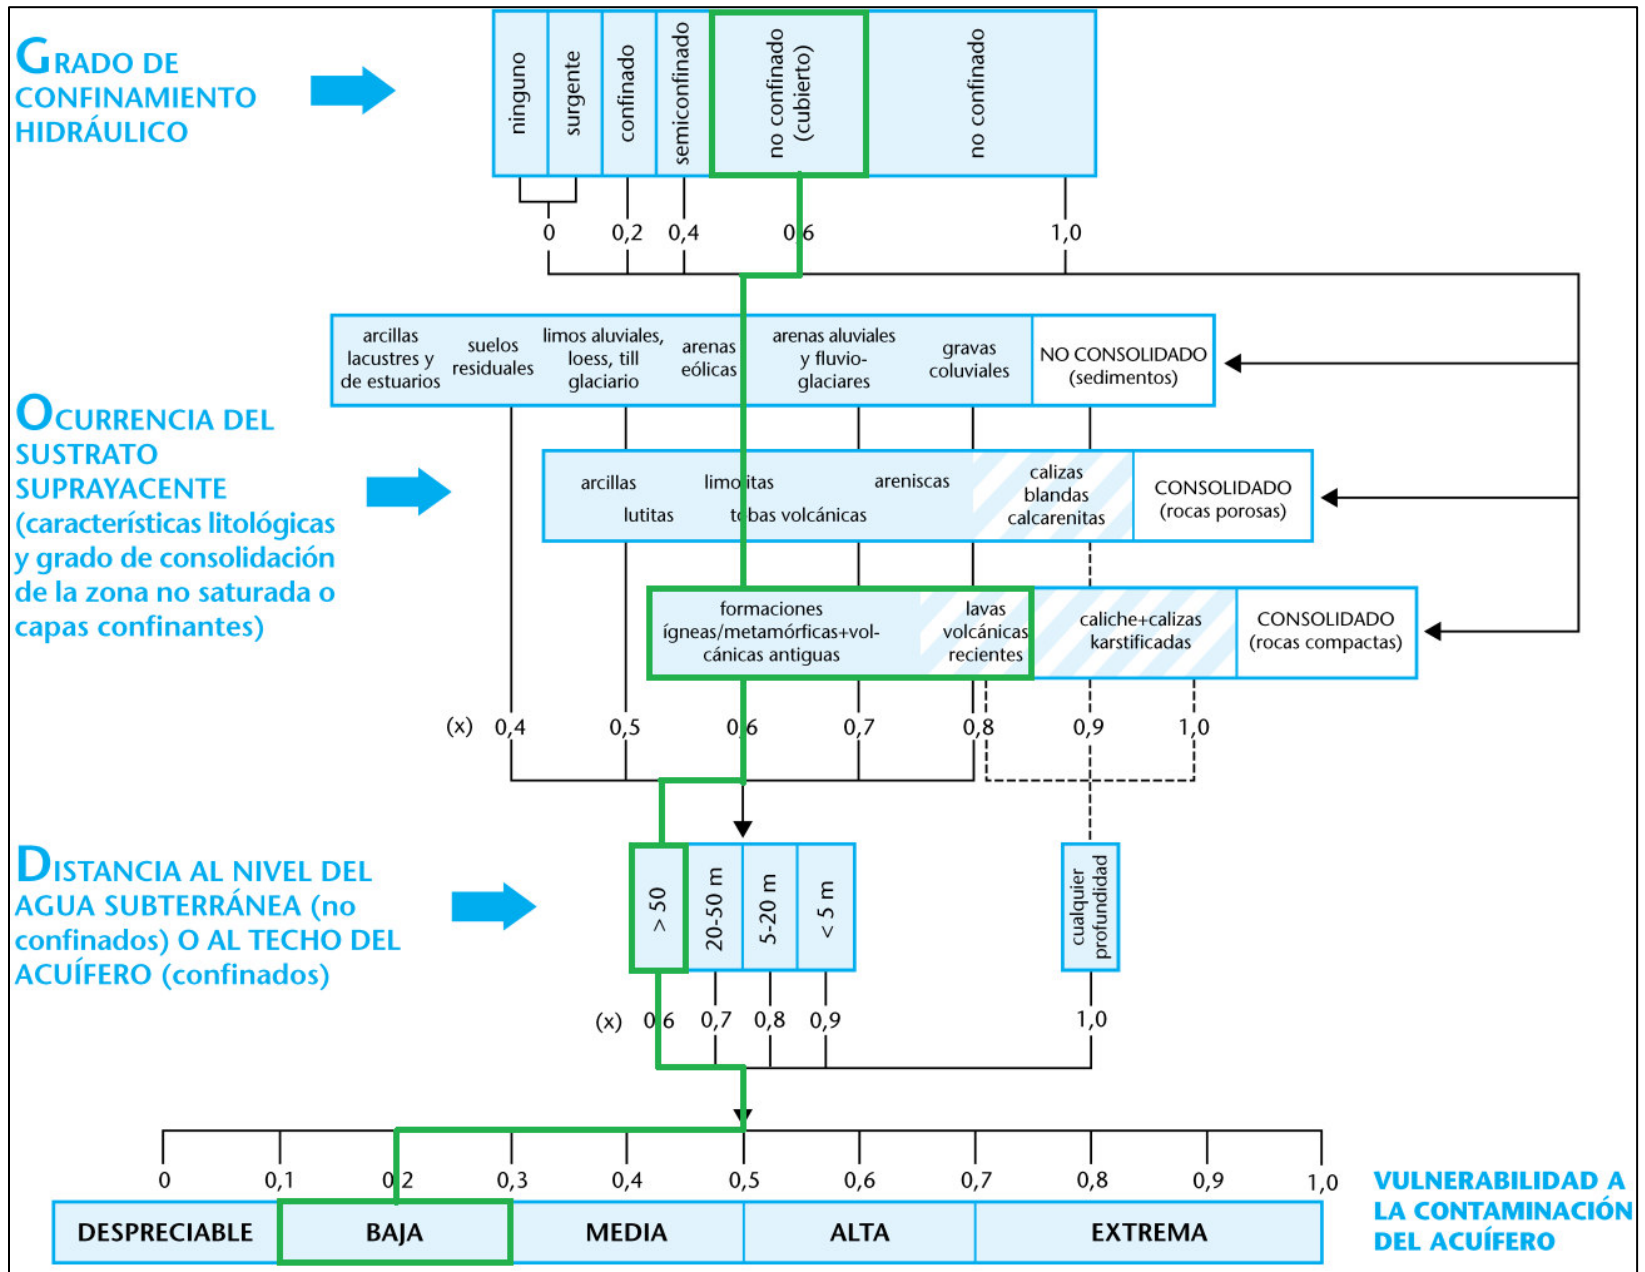 GRADO DE
CONFINAMIENTO
HIDRÁULICO
ninguno
surgente
confinado
semiconfinado
no confinado
(cubierto)
no confinado
0 0,2 0,4 0,6 1,0
arcillas
lacustres y
de estuarios
suelos
residuales
limos aluviales,
loess, till
glaciario
arenas
eólicas
arenas aluviales
y fluvio-
glaciares
gravas
coluviales
NO CONSOLIDADO
(sedimentos)
OCURRENCIA DEL
SUSTRATO
SUPRAYACENTE
(características litológicas
y grado de consolidación
de la zona no saturada o
capas confinantes)
arcillas
lutitas
limolitas
tobas volcánicas
areniscas
calizas
blandas
calcarenitas
CONSOLIDADO
(rocas porosas)
formaciones
ígneas/metamórficas+vol-
cánicas antiguas
lavas
volcánicas
recientes
caliche+calizas
karstificadas
CONSOLIDADO
(rocas compactas)
(x) 0,4 0,5 0,6 0,7 0,8 0,9 1,0
DISTANCIA AL NIVEL DEL
AGUA SUBTERRÁNEA (no
confinados) O AL TECHO DEL
ACUÍFERO (confinados)
> 50
20-50 m
5-20 m
< 5 m
cualquier
profundidad
(x) 0,6 0,7 0,8 0,9 1,0
0 0,1 0,2 0,3 0,4 0,5 0,6 0,7 0,8 0,9 1,0
DESPRECIABLE BAJA MEDIA ALTA EXTREMA
VULNERABILIDAD A
LA CONTAMINACIÓN
DEL ACUÍFERO